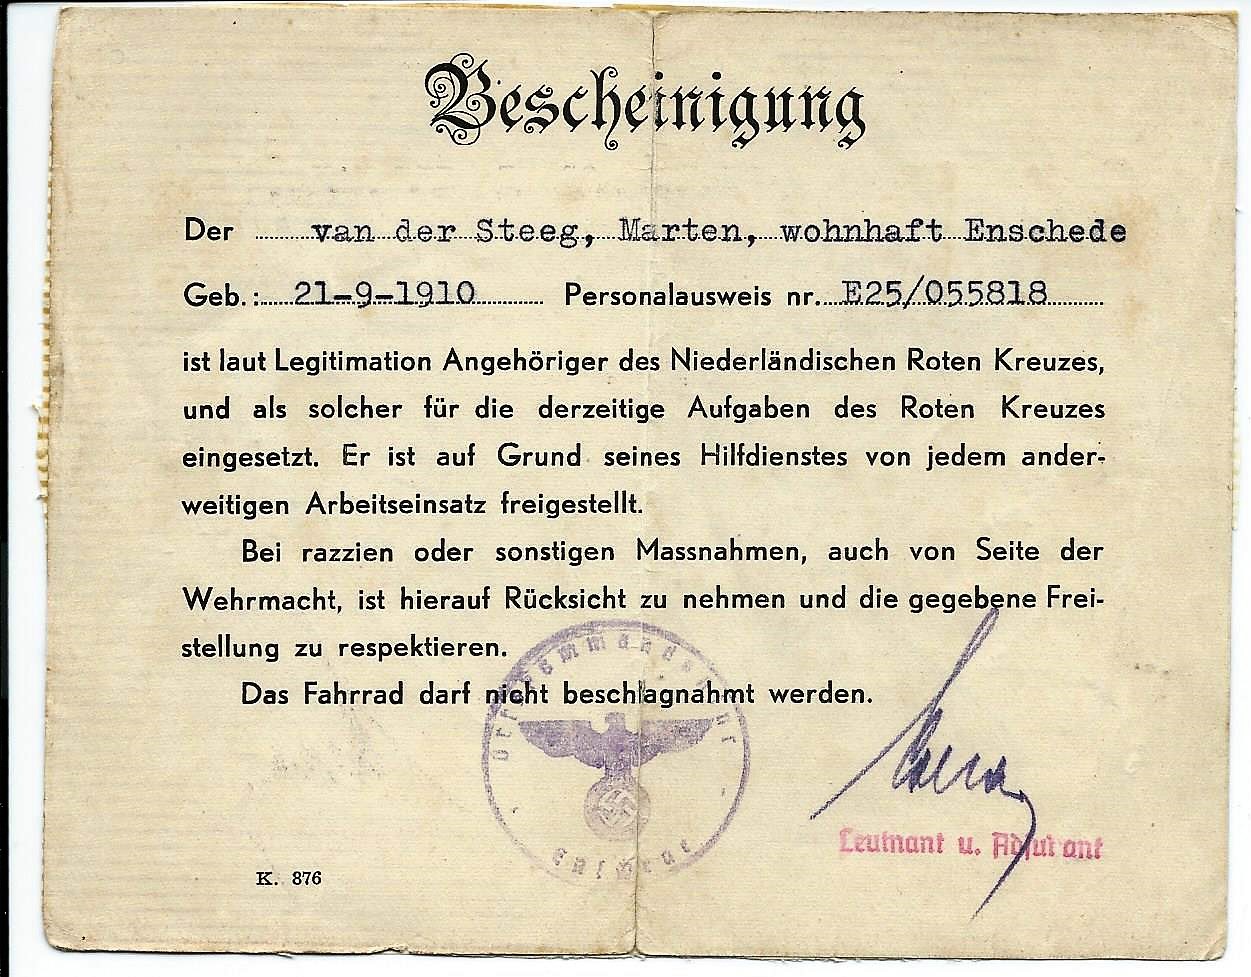 Bescheinigung
Der van der Steeg, Marten, wohnhaft Enschede
Geb.: 21-9-1910 Personalausweis nr. E25/055818
ist laut Legitimation Angehöriger des Niederländischen Roten Kreuzes,
und als solcher für die derzeitige Aufgaben des Roten Kreuzes
eingesetzt. Er ist auf Grund seines Hilfdienstes von jedem ander-
weitigen Arbeitseinsatz freigestellt.
Bei razzien oder sonstigen Massnahmen, auch von Seite der
Wehrmacht, ist hierauf Rücksicht zu nehmen und die gegebene Frei-
stellung zu respektieren.
Das Fahrrad darf nicht beschlagnahmt werden.
Leutnant u. Adjutant
K. 876